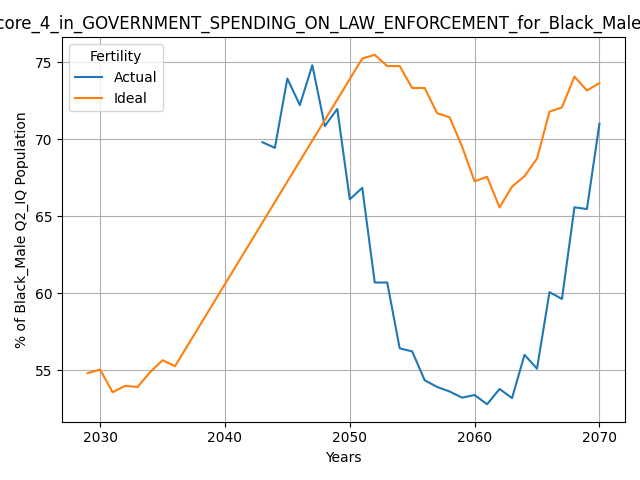 core_4_in_GOVERNMENT_SPENDING_ON_LAW_ENFORCEMENT_for_Black_Male
Fertility
Actual
Ideal
75
70
65
60
55
% of Black_Male Q2_IQ Population
2030
2040
2050
2060
2070
Years